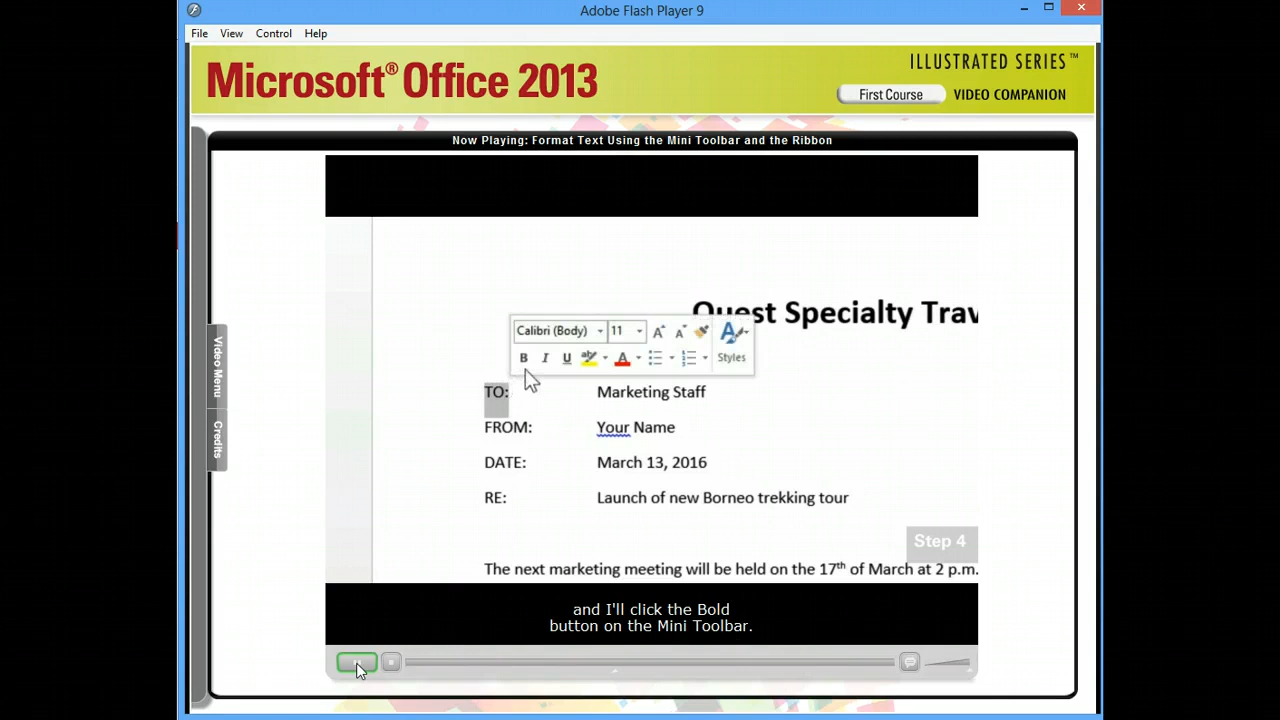 Adobe Flash Player 9
File View Control Help
Microsoft® Office 2013
ILLUSTRATED SERIES™
First Course VIDEO COMPANION
Now Playing: Format Text Using the Mini Toolbar and the Ribbon
Video Menu
Credits
Quest Specialty Trav
Calibri (Body) 11
B I U ab A Styles
TO: Marketing Staff
FROM: Your Name
DATE: March 13, 2016
RE: Launch of new Borneo trekking tour
Step 4
The next marketing meeting will be held on the 17th of March at 2 p.m.
and I'll click the Bold
button on the Mini Toolbar.